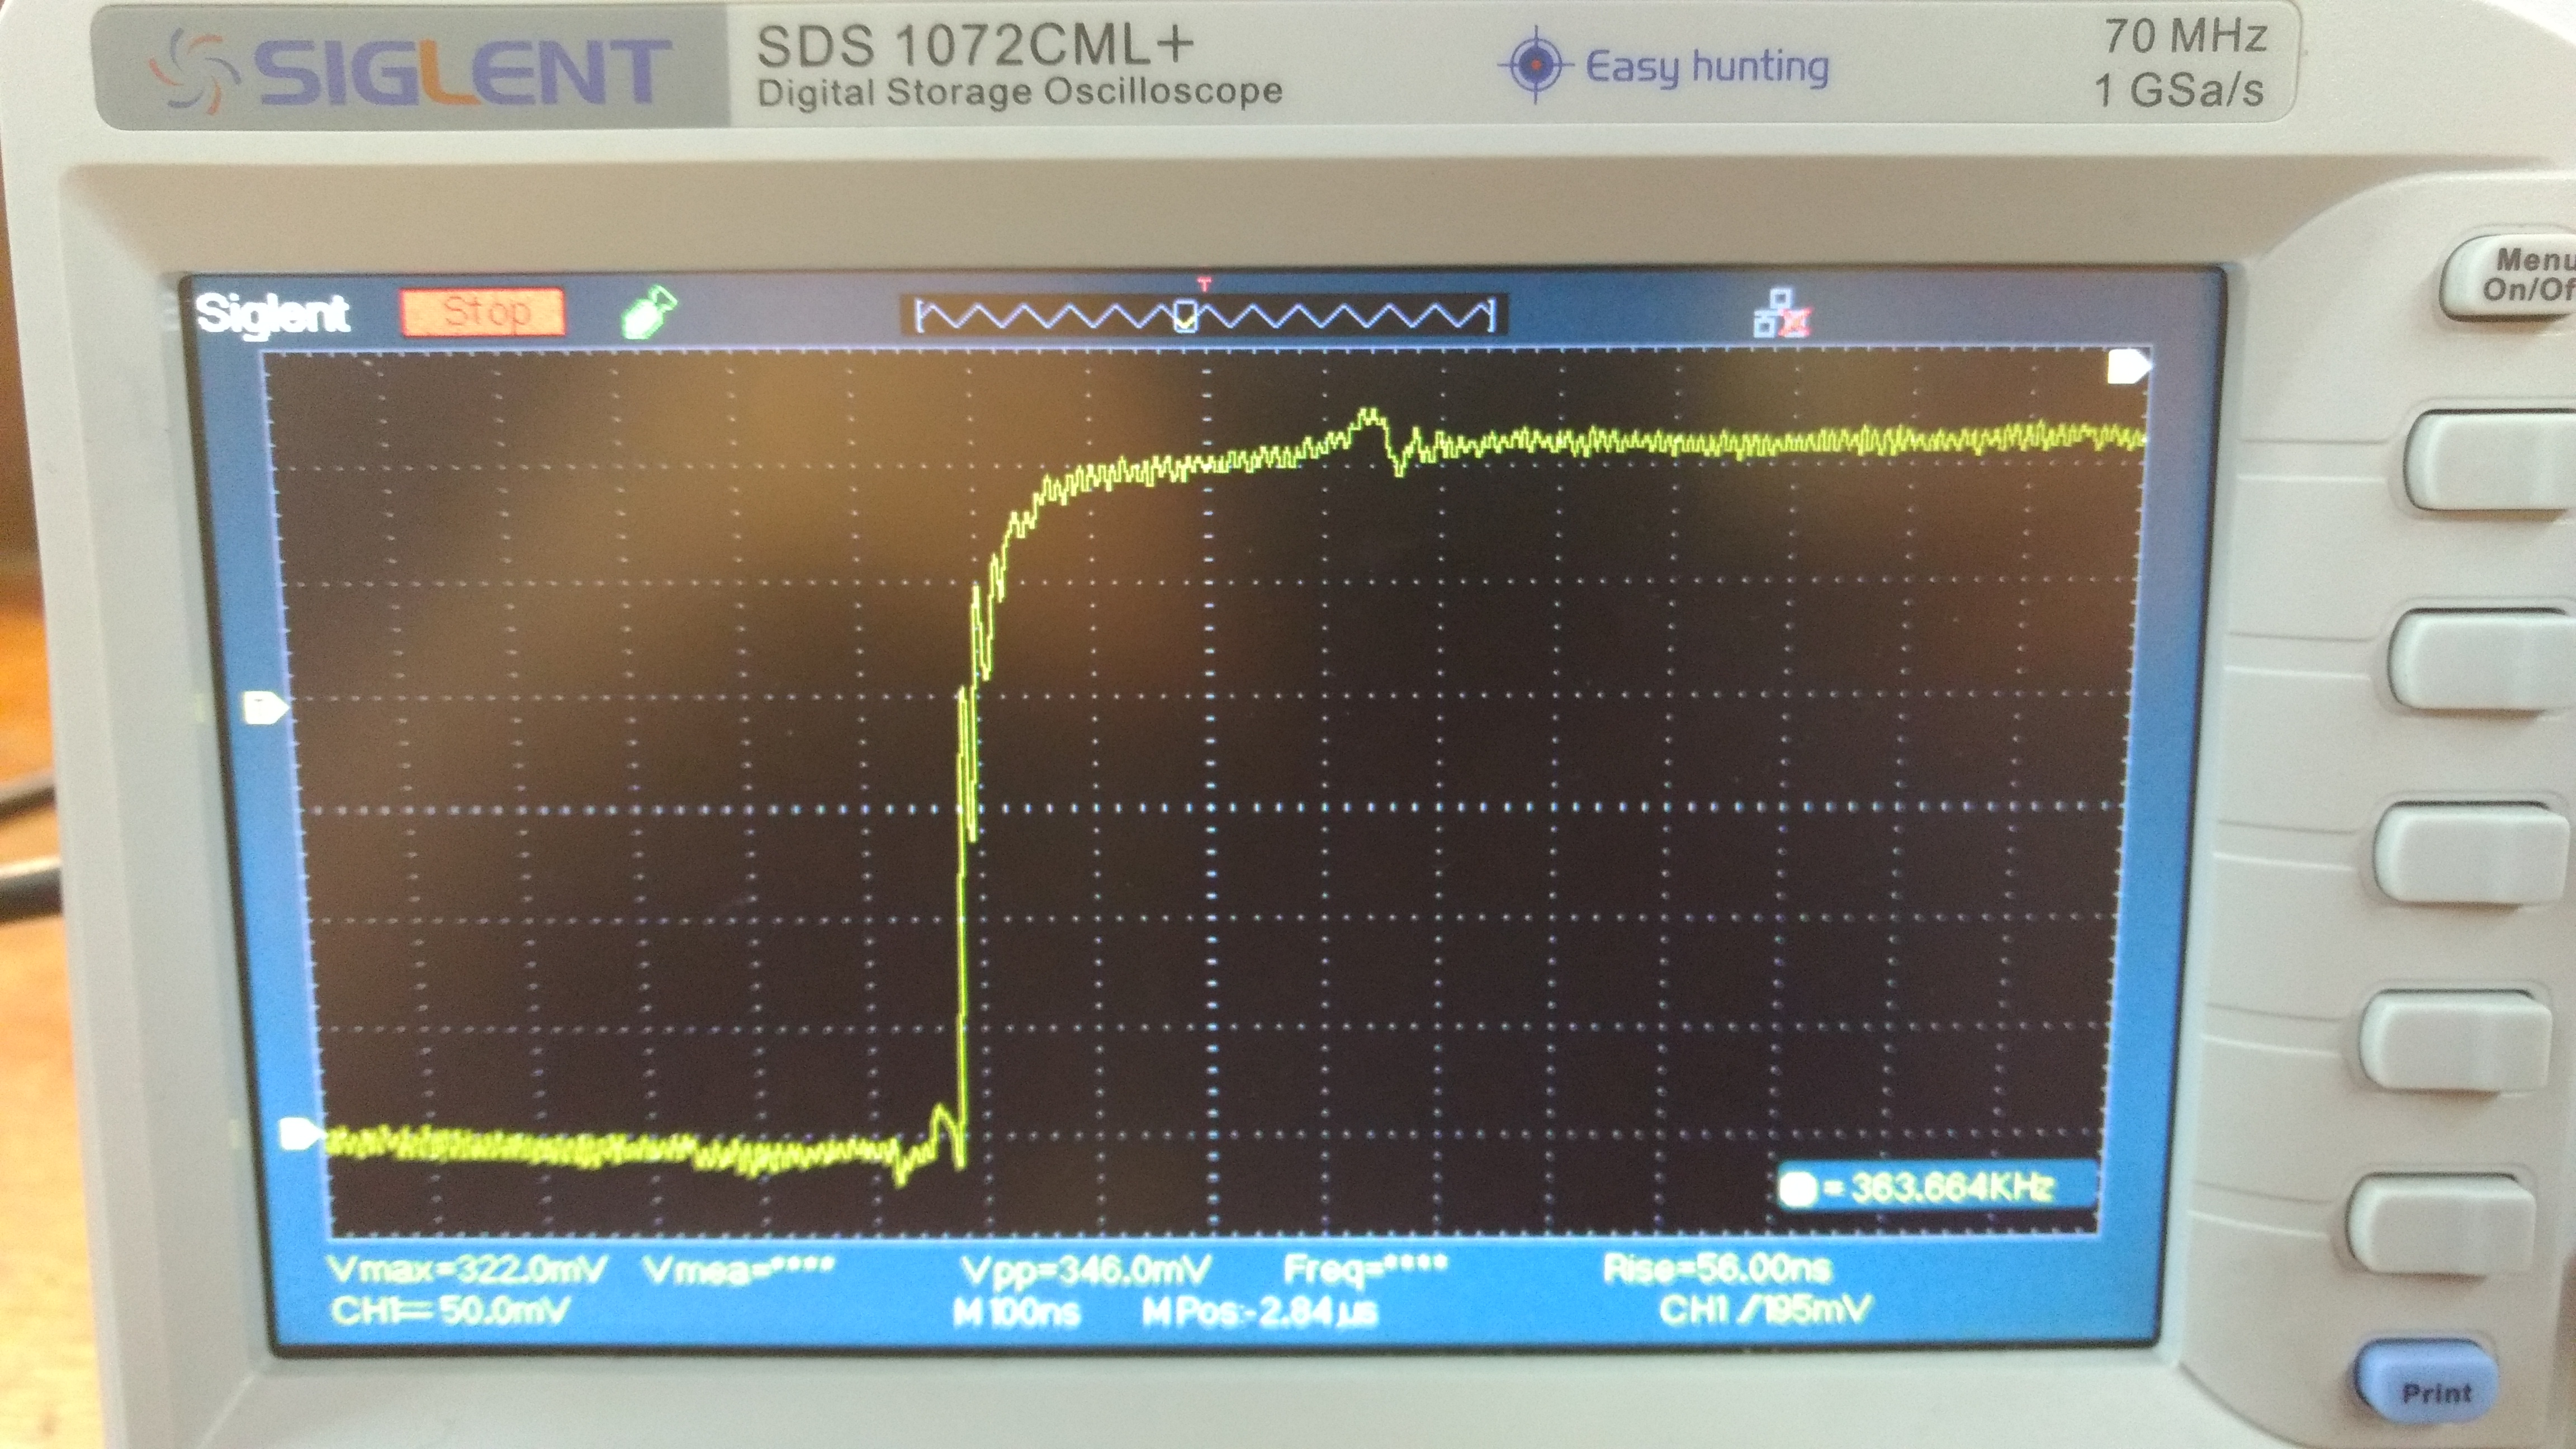 SIGLENT
SDS 1072CML+
Digital Storage Oscilloscope
Easy hunting
70 MHz
1 GSa/s
Menu
On/Of
Siglent
Stop
T
= 363.664KHz
Vmax=322.0mV Vmea=**** Vpp=346.0mV Freq=**** Rise=56.00ns
CH1 50.0mV M 100ns M Pos:-2.84µs CH1 /195mV
Print